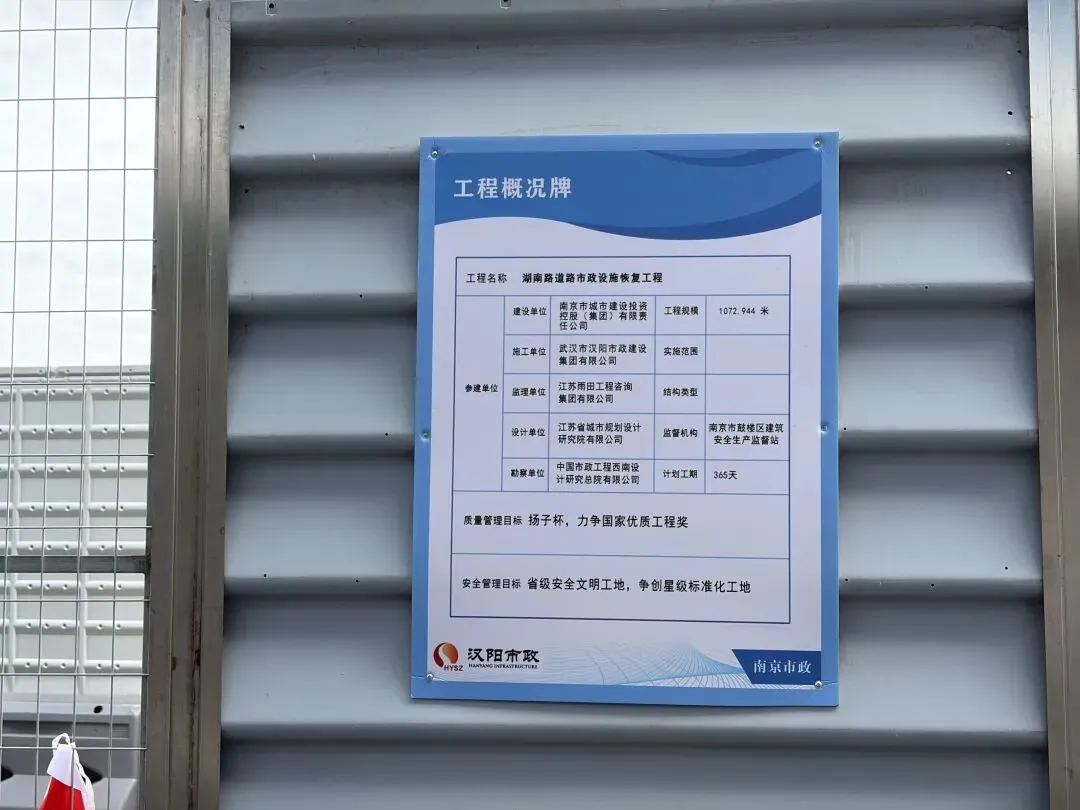 工程概况牌
工程名称 湖南路道路市政设施恢复工程
参建单位
建设单位 南京市城市建设投资
控股（集团）有限责
任公司
工程规模 1072.944 米
施工单位 武汉市汉阳市政建设
集团有限公司
实施范围
监理单位 江苏雨田工程咨询
集团有限公司
结构类型
设计单位 江苏省城市规划设计
研究院有限公司
监督机构 南京市鼓楼区建筑
安全生产监督站
勘察单位 中国市政工程西南设
计研究总院有限公司
计划工期 365天
质量管理目标 扬子杯，力争国家优质工程奖
安全管理目标 省级安全文明工地，争创星级标准化工地
HYSZ
汉阳市政
HANYANG INFRASTRUCTURE
南京市政